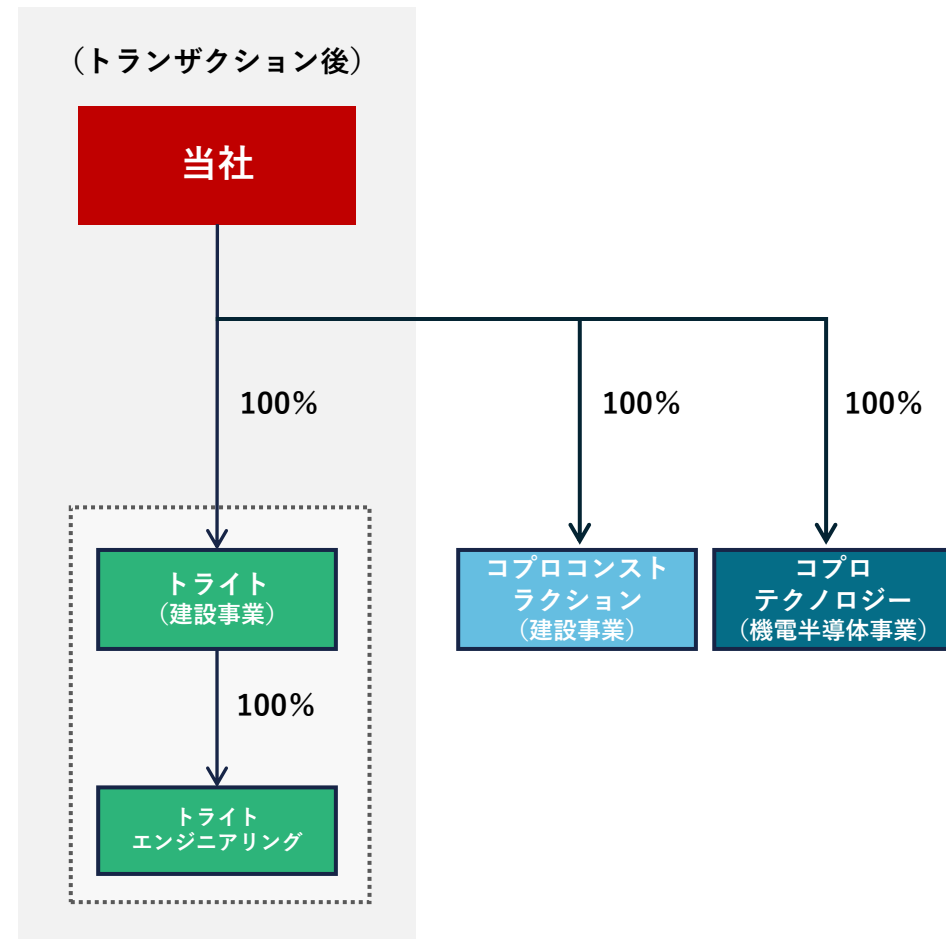 （トランザクション後）
当社
100%
100%
100%
トライト
（建設事業）
コプロコンスト
ラクション
（建設事業）
コプロ
テクノロジー
（機電半導体事業）
100%
トライト
エンジニアリング